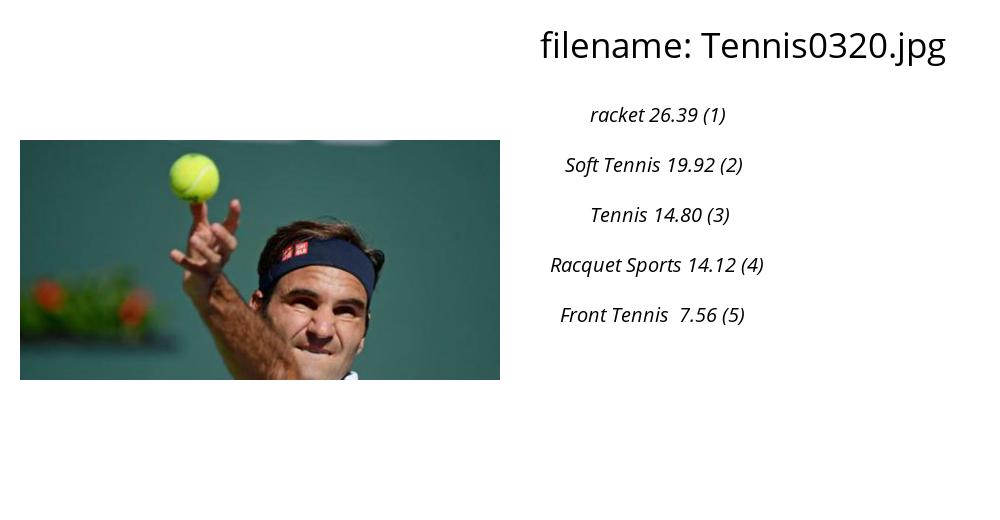 filename: Tennis0320.jpg
racket 26.39 (1)
Soft Tennis 19.92 (2)
Tennis 14.80 (3)
Racquet Sports 14.12 (4)
Front Tennis 7.56 (5)